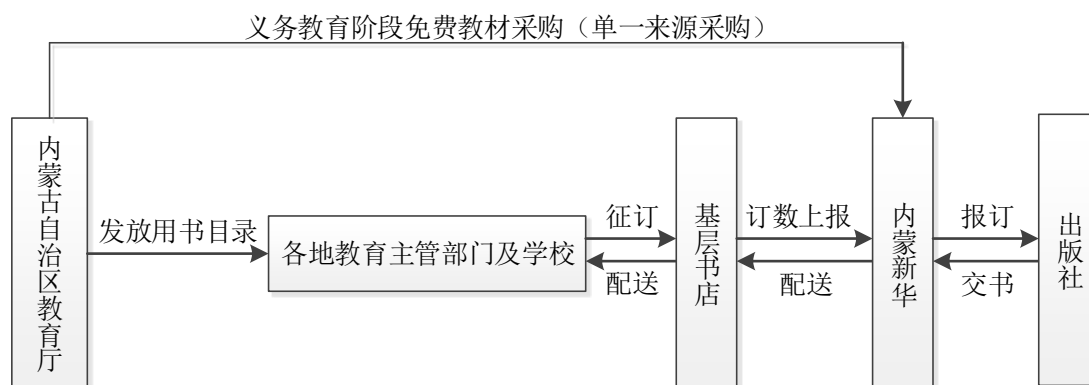 义务教育阶段免费教材采购（单一来源采购）
内蒙古自治区教育厅
发放用书目录
各地教育主管部门及学校
征订
配送
基层书店
订数上报
配送
内蒙新华
报订
交书
出版社